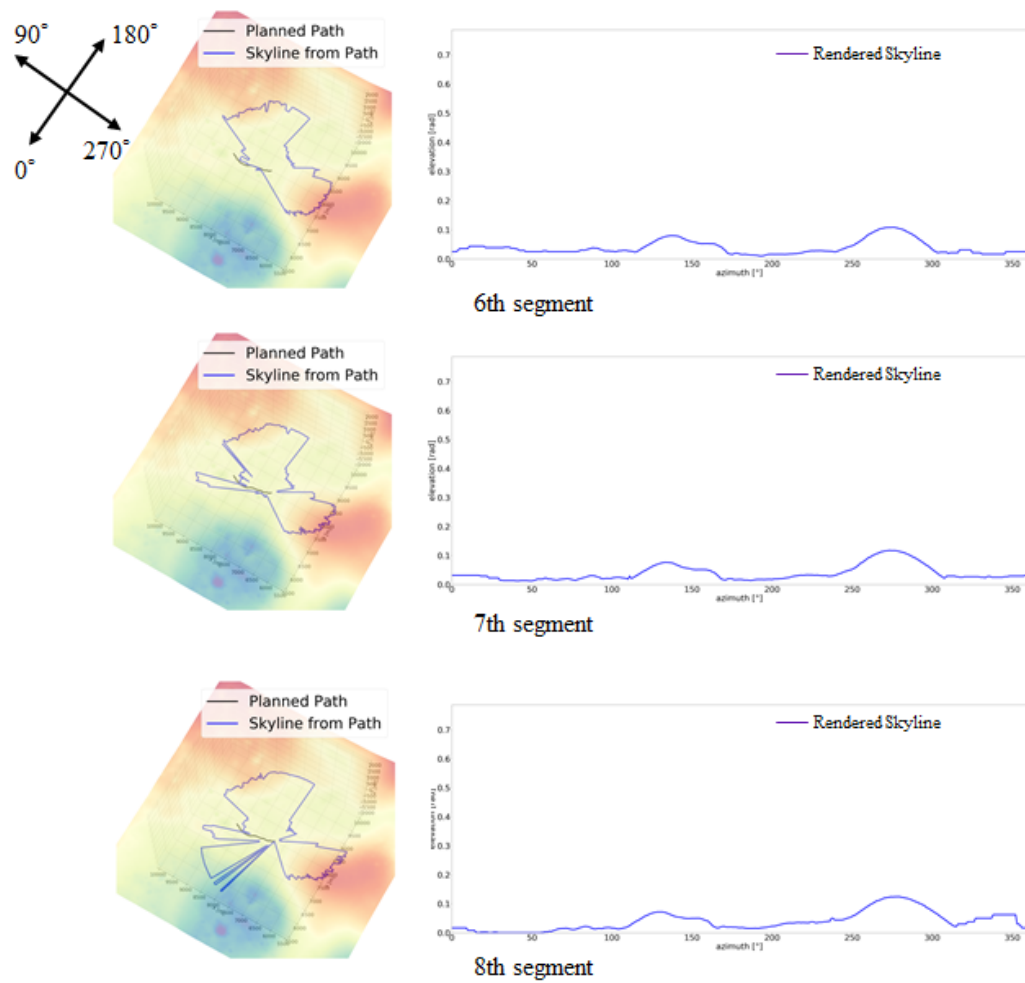 90°
180°
0°
270°
Planned Path
Skyline from Path
0.7
0.6
0.5
0.4
0.3
0.2
0.1
0.0
elevation [rad]
Rendered Skyline
0 50 100 150 200 250 300 350
azimuth [°]
6th segment
Planned Path
Skyline from Path
0.7
0.6
0.5
0.4
0.3
0.2
0.1
0.0
elevation [rad]
Rendered Skyline
0 50 100 150 200 250 300 350
azimuth [°]
7th segment
Planned Path
Skyline from Path
0.7
0.6
0.5
0.4
0.3
0.2
0.1
0.0
Rendered Skyline
0 50 100 150 200 250 300 350
azimuth [°]
8th segment